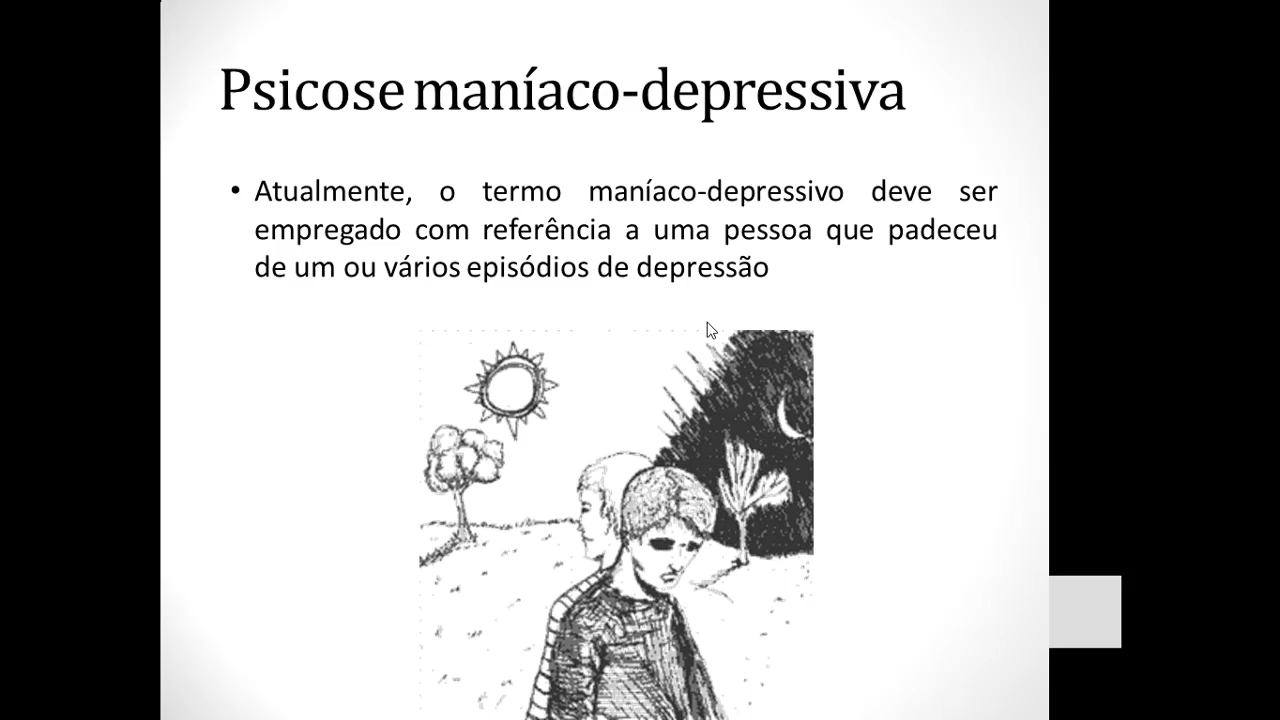 Psicose maníaco-depressiva
• Atualmente, o termo maníaco-depressivo deve ser
empregado com referência a uma pessoa que padeceu
de um ou vários episódios de depressão